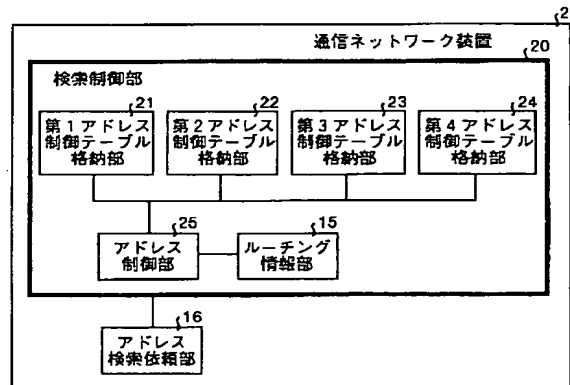 2
通信ネットワーク装置
20
検索制御部
21
22
23
24
第1アドレス
制御テーブル
格納部
第2アドレス
制御テーブル
格納部
第3アドレス
制御テーブル
格納部
第4アドレス
制御テーブル
格納部
25
15
アドレス
制御部
ルーチング
情報部
16
アドレス
検索依頼部